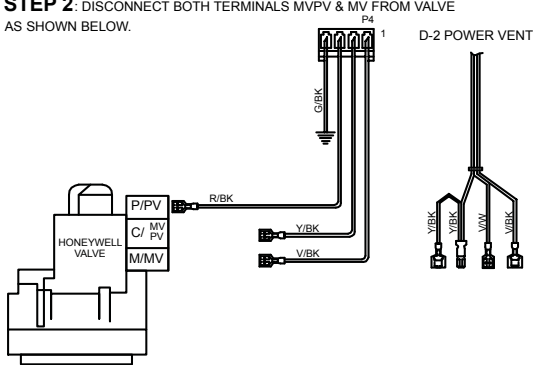 STEP 2: DISCONNECT BOTH TERMINALS MVPV & MV FROM VALVE
AS SHOWN BELOW.
P4
1
D-2 POWER VENT
G/BK
R/BK
Y/BK
V/BK
P/PV
C/ MV PV
M/MV
HONEYWELL
VALVE
Y/BK
Y/BK
V/W
V/BK